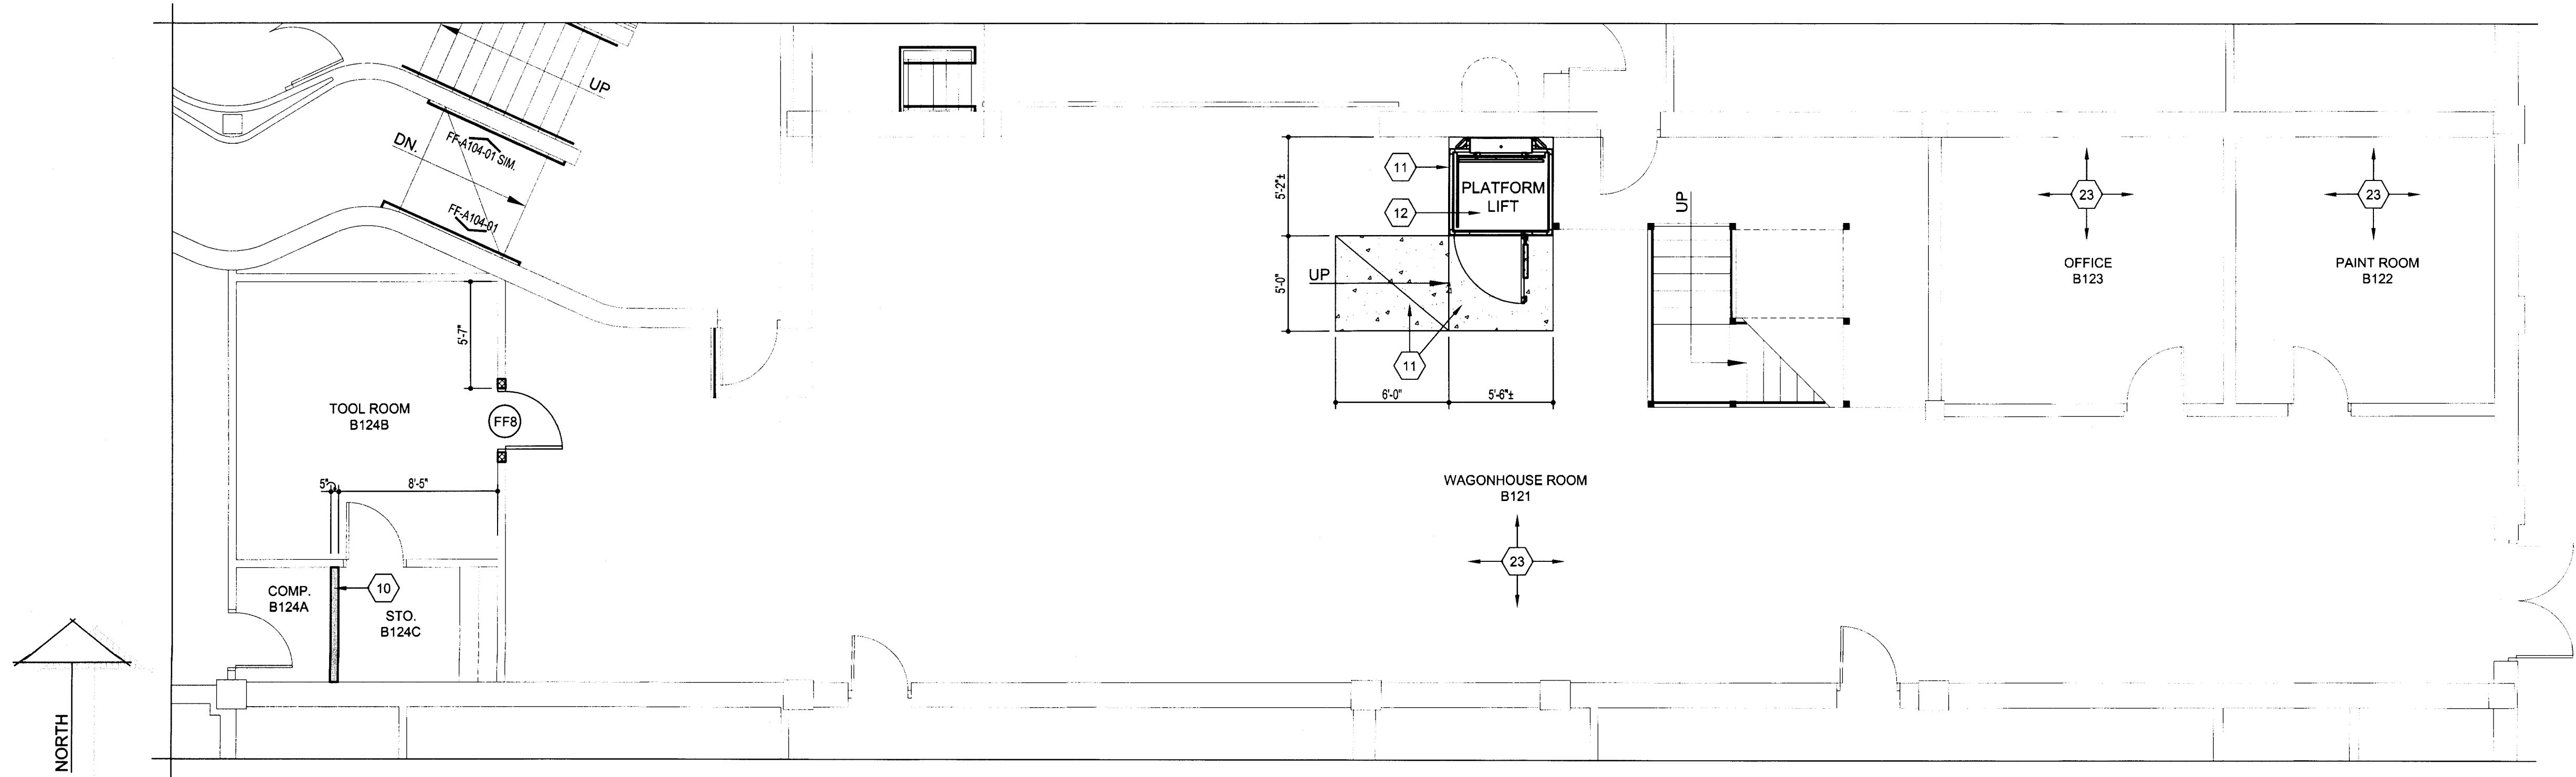 UP
DN.
FF-A104-01 SIM.
FF-A104-01
5'-7"
TOOL ROOM
B124B
FF8
5"
8'-5"
COMP.
B124A
10
STO.
B124C
NORTH
5'-2"±
11
12
PLATFORM
LIFT
5'-0"
UP
11
6'-0"
5'-6"±
UP
23
OFFICE
B123
23
PAINT ROOM
B122
WAGONHOUSE ROOM
B121
23